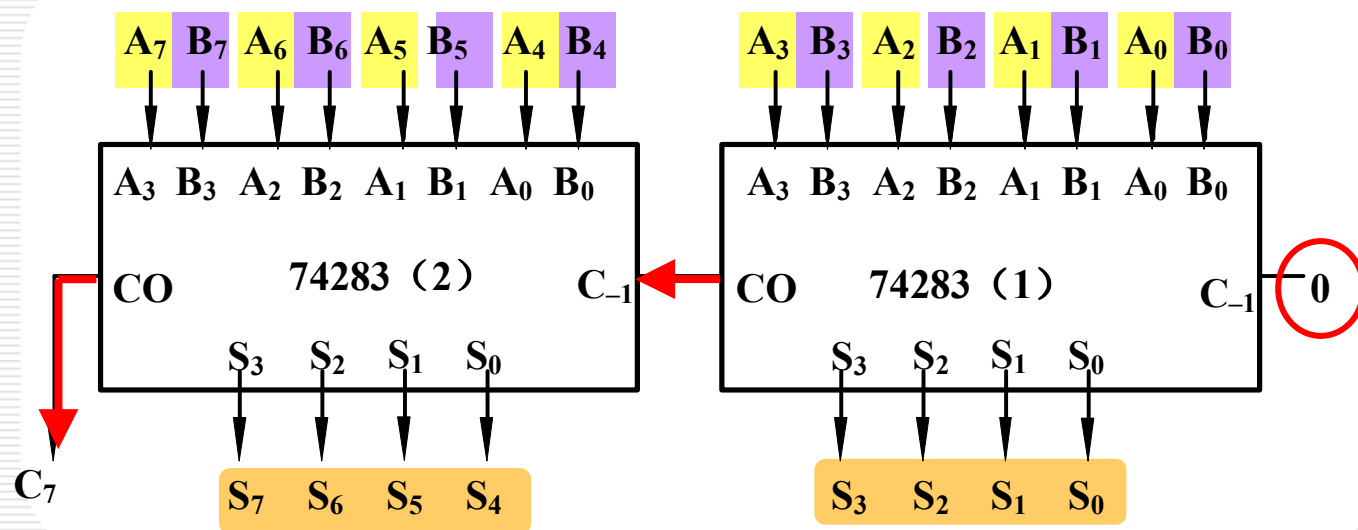 A₇ B₇ A₆ B₆ A₅ B₅ A₄ B₄ A₃ B₃ A₂ B₂ A₁ B₁ A₀ B₀
A₃ B₃ A₂ B₂ A₁ B₁ A₀ B₀ A₃ B₃ A₂ B₂ A₁ B₁ A₀ B₀
CO 74283（2） C₋₁ CO 74283（1） C₋₁ 0
S₃ S₂ S₁ S₀ S₃ S₂ S₁ S₀
C₇ S₇ S₆ S₅ S₄ S₃ S₂ S₁ S₀